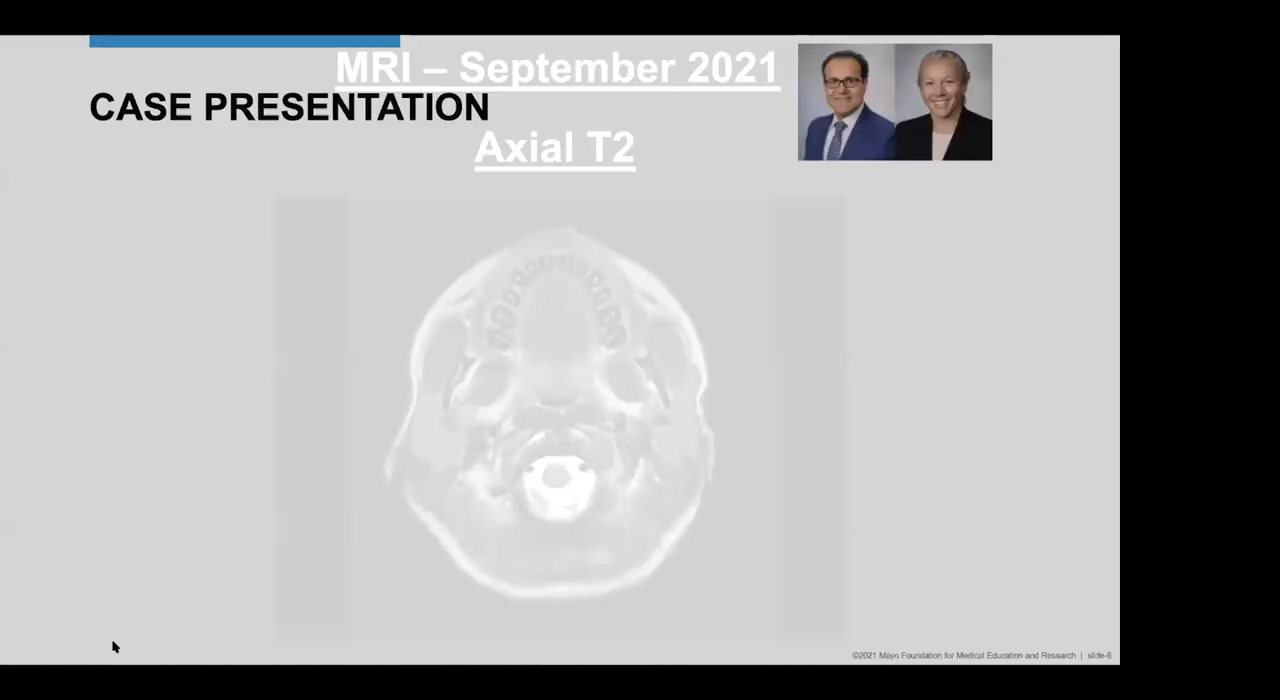 MRI – September 2021
CASE PRESENTATION
Axial T2
©2021 Mayo Foundation for Medical Education and Research | slide-6